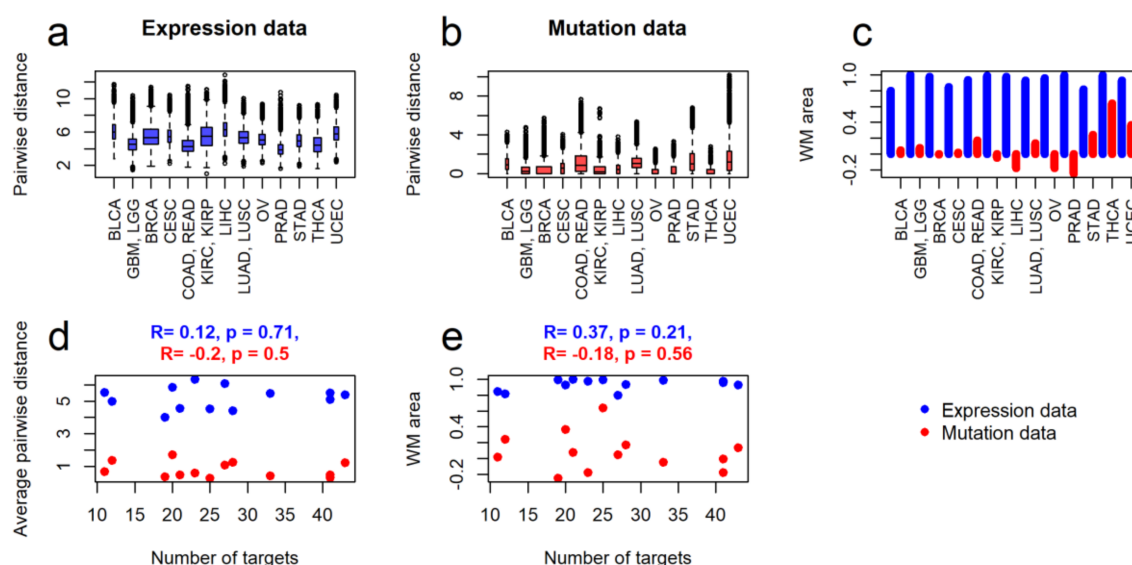 a
Expression data
b
Mutation data
c
Pairwise distance
10
6
2
BLCA
GBM, LGG
BRCA
CESC
COAD, READ
KIRC, KIRP
LIHC
LUAD, LUSC
OV
PRAD
STAD
THCA
UCEC
Pairwise distance
8
4
0
BLCA
GBM, LGG
BRCA
CESC
COAD, READ
KIRC, KIRP
LIHC
LUAD, LUSC
OV
PRAD
STAD
THCA
UCEC
WM area
1.0
0.4
-0.2
BLCA
GBM, LGG
BRCA
CESC
COAD, READ
KIRC, KIRP
LIHC
LUAD, LUSC
OV
PRAD
STAD
THCA
UCEC
d
R= 0.12, p = 0.71,
R= -0.2, p = 0.5
Average pairwise distance
5
3
1
10 15 20 25 30 35 40
Number of targets
e
R= 0.37, p = 0.21,
R= -0.18, p = 0.56
WM area
1.0
0.4
-0.2
10 15 20 25 30 35 40
Number of targets
Expression data
Mutation data